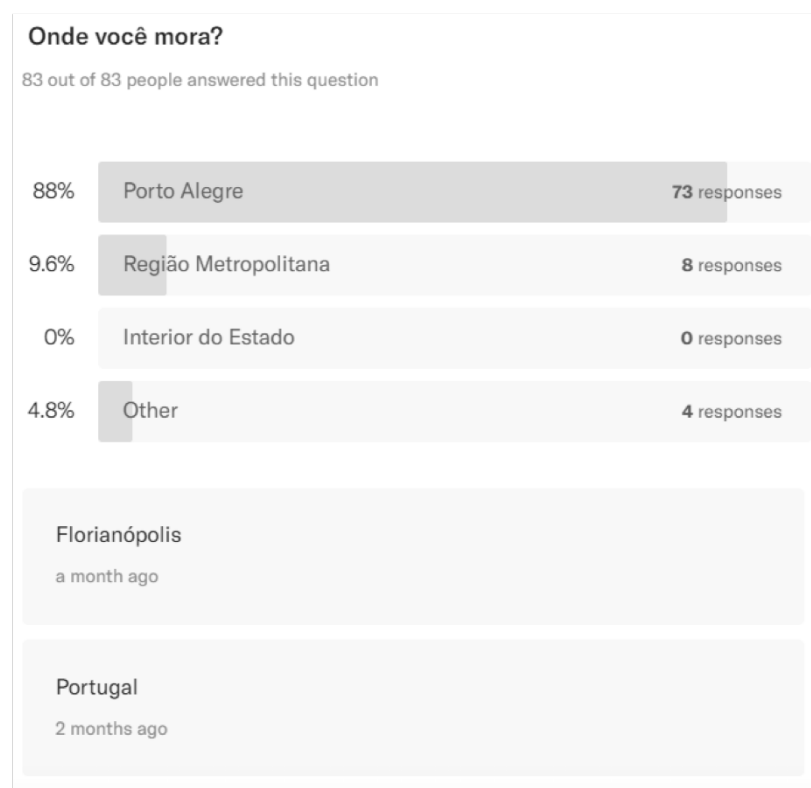 Onde você mora?
83 out of 83 people answered this question
88% Porto Alegre 73 responses
9.6% Região Metropolitana 8 responses
0% Interior do Estado 0 responses
4.8% Other 4 responses
Florianópolis
a month ago
Portugal
2 months ago